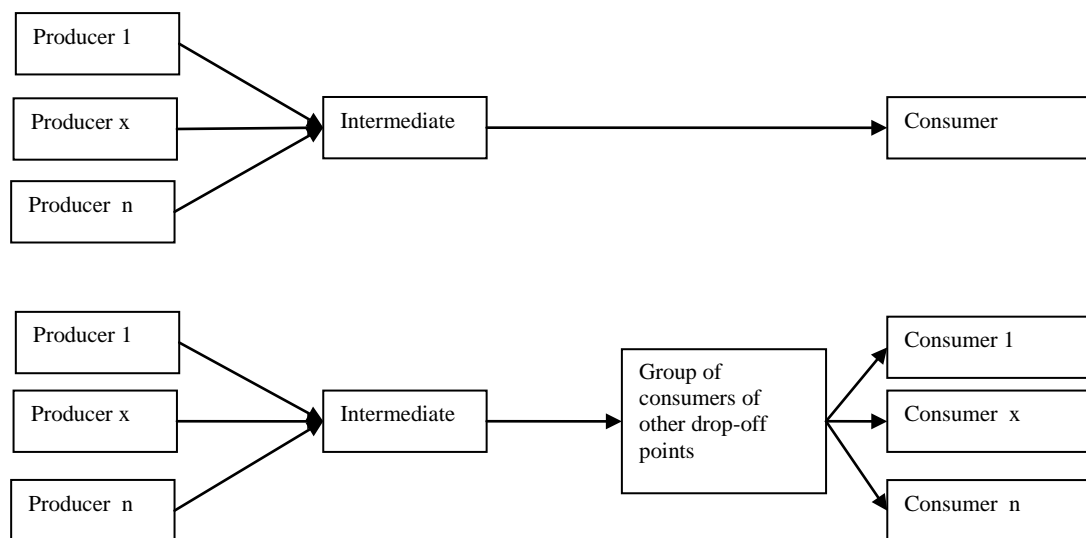 Producer 1
Producer x
Intermediate
Consumer
Producer  n
Producer 1
Consumer 1
Group of
consumers of
other drop-off
points
Producer x
Intermediate
Consumer  x
Producer  n
Consumer  n